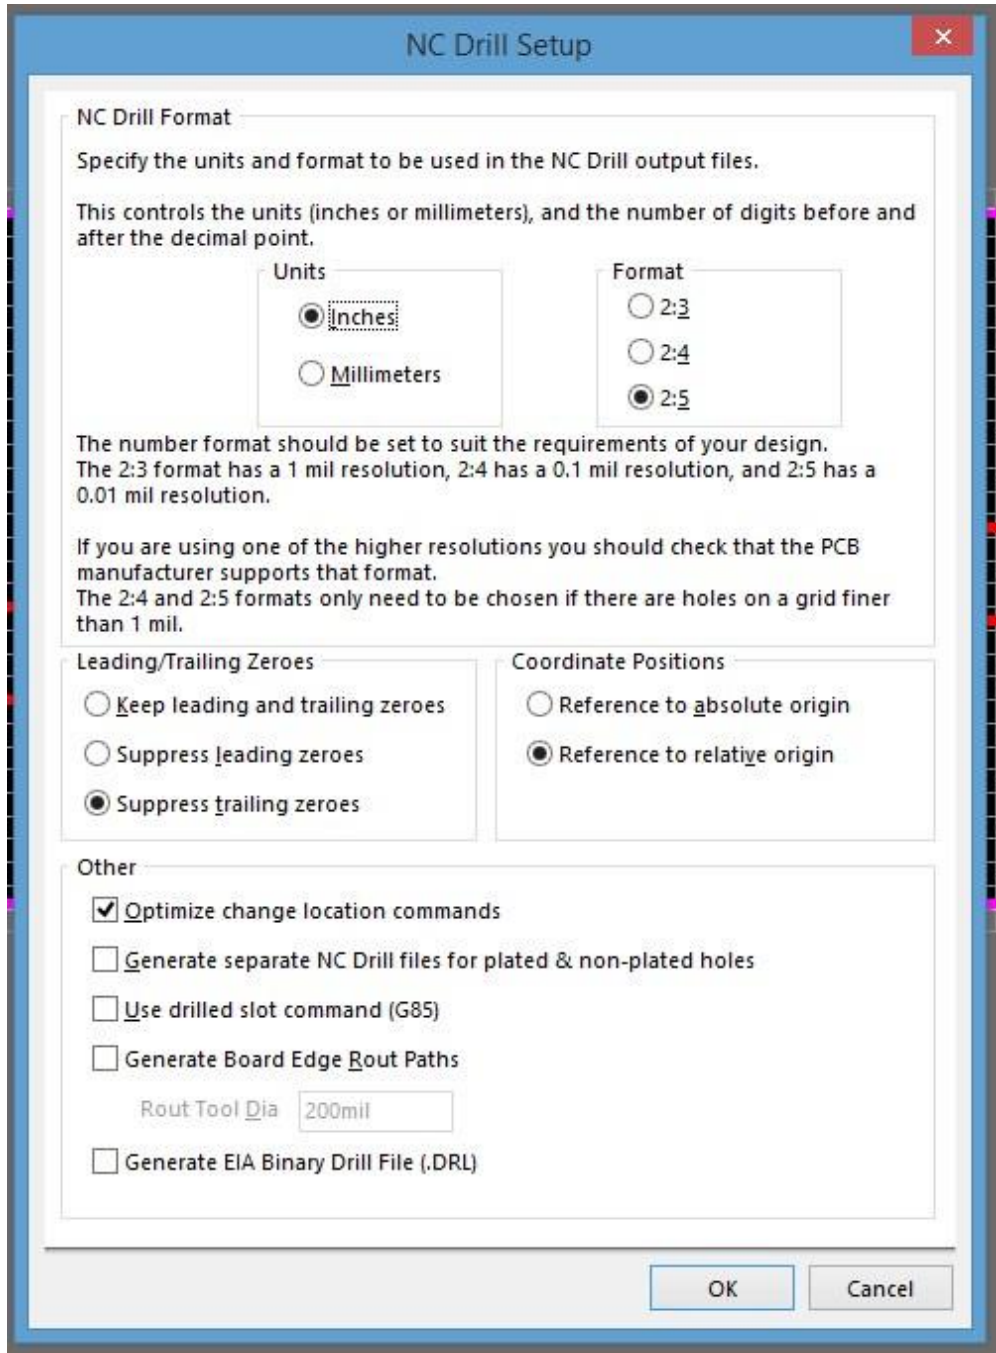 NC Drill Setup
NC Drill Format
Specify the units and format to be used in the NC Drill output files.
This controls the units (inches or millimeters), and the number of digits before and
after the decimal point.
Units
Inches
Millimeters
Format
2:3
2:4
2:5
The number format should be set to suit the requirements of your design.
The 2:3 format has a 1 mil resolution, 2:4 has a 0.1 mil resolution, and 2:5 has a
0.01 mil resolution.
If you are using one of the higher resolutions you should check that the PCB
manufacturer supports that format.
The 2:4 and 2:5 formats only need to be chosen if there are holes on a grid finer
than 1 mil.
Leading/Trailing Zeroes
Keep leading and trailing zeroes
Suppress leading zeroes
Suppress trailing zeroes
Coordinate Positions
Reference to absolute origin
Reference to relative origin
Other
Optimize change location commands
Generate separate NC Drill files for plated & non-plated holes
Use drilled slot command (G85)
Generate Board Edge Rout Paths
Rout Tool Dia 200mil
Generate EIA Binary Drill File (.DRL)
OK Cancel